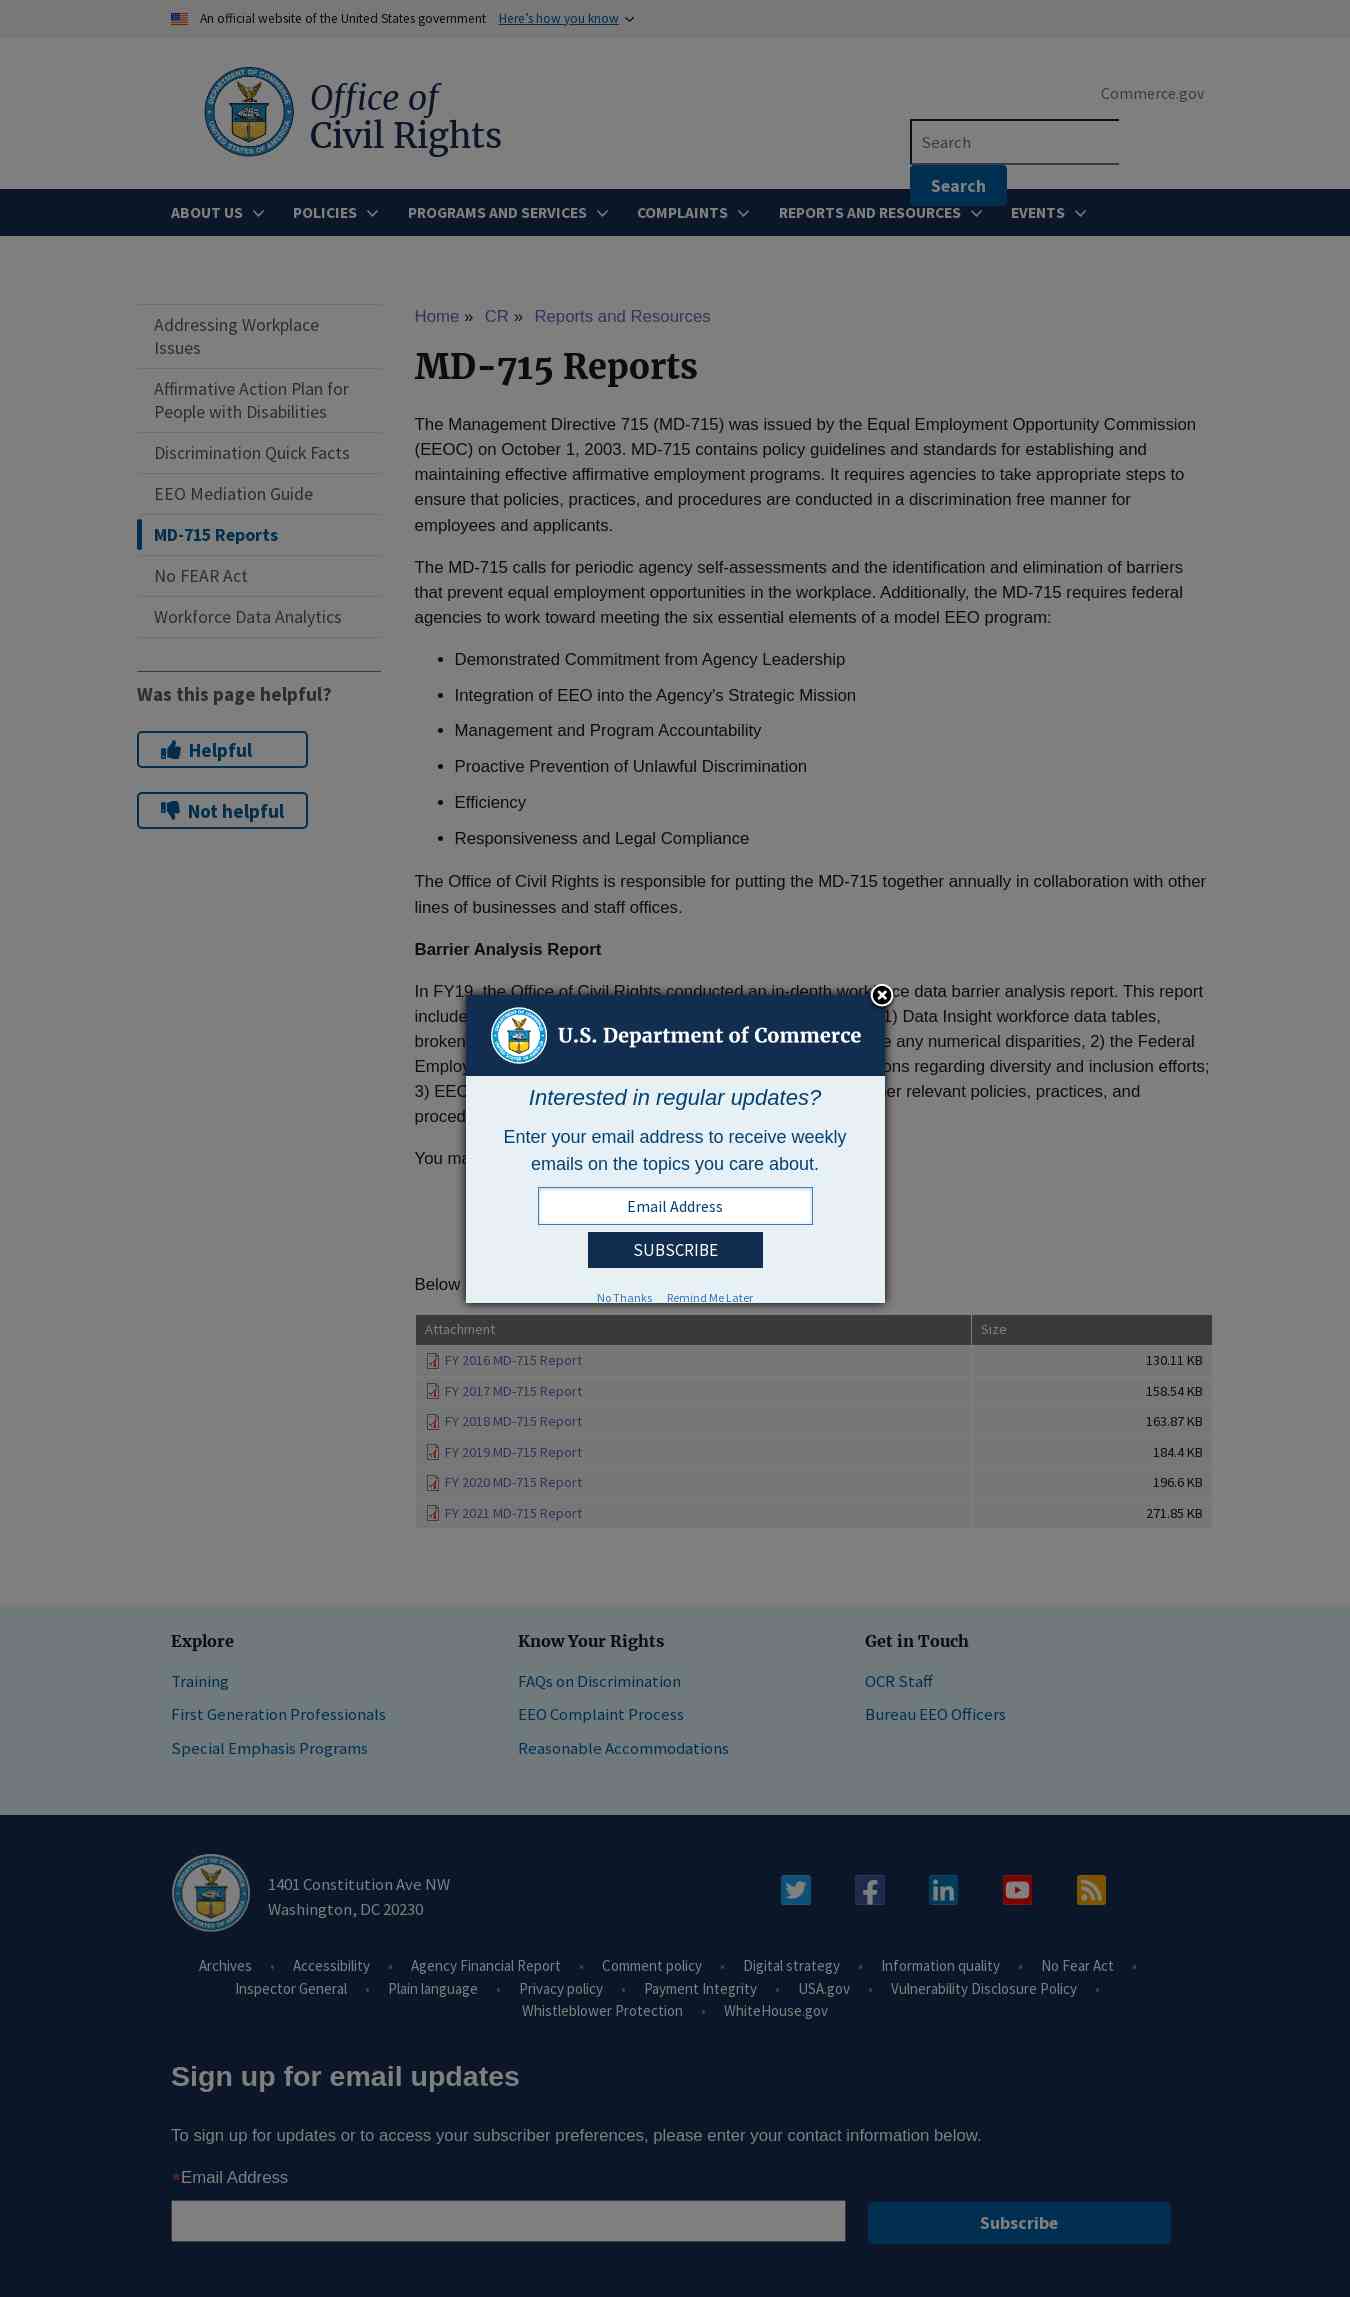 An official website of the United States government Here's how you know
Office of
Civil Rights
Commerce.gov
Search
Search
ABOUT US POLICIES PROGRAMS AND SERVICES COMPLAINTS REPORTS AND RESOURCES EVENTS
Addressing Workplace
Issues
Affirmative Action Plan for
People with Disabilities
Discrimination Quick Facts
EEO Mediation Guide
MD-715 Reports
No FEAR Act
Workforce Data Analytics
Was this page helpful?
Helpful
Not helpful
Home » CR » Reports and Resources
MD-715 Reports
The Management Directive 715 (MD-715) was issued by the Equal Employment Opportunity Commission
(EEOC) on October 1, 2003. MD-715 contains policy guidelines and standards for establishing and
maintaining effective affirmative employment programs. It requires agencies to take appropriate steps to
ensure that policies, practices, and procedures are conducted in a discrimination free manner for
employees and applicants.
The MD-715 calls for periodic agency self-assessments and the identification and elimination of barriers
that prevent equal employment opportunities in the workplace. Additionally, the MD-715 requires federal
agencies to work toward meeting the six essential elements of a model EEO program:
• Demonstrated Commitment from Agency Leadership
• Integration of EEO into the Agency's Strategic Mission
• Management and Program Accountability
• Proactive Prevention of Unlawful Discrimination
• Efficiency
• Responsiveness and Legal Compliance
The Office of Civil Rights is responsible for putting the MD-715 together annually in collaboration with other
lines of businesses and staff offices.
Barrier Analysis Report
In FY19, the Office of Civil Rights conducted an in-depth workforce data barrier analysis report. This report
include 1) Data Insight workforce data tables,
broken any numerical disparities, 2) the Federal
Employ regarding diversity and inclusion efforts;
3) EEO relevant policies, practices, and
proced
You ma
Below
U.S. Department of Commerce
Interested in regular updates?
Enter your email address to receive weekly
emails on the topics you care about.
Email Address
SUBSCRIBE
No Thanks Remind Me Later
Attachment Size
FY 2016 MD-715 Report 130.11 KB
FY 2017 MD-715 Report 158.54 KB
FY 2018 MD-715 Report 163.87 KB
FY 2019 MD-715 Report 184.4 KB
FY 2020 MD-715 Report 196.6 KB
FY 2021 MD-715 Report 271.85 KB
Explore
Training
First Generation Professionals
Special Emphasis Programs
Know Your Rights
FAQs on Discrimination
EEO Complaint Process
Reasonable Accommodations
Get in Touch
OCR Staff
Bureau EEO Officers
1401 Constitution Ave NW
Washington, DC 20230
Archives • Accessibility • Agency Financial Report • Comment policy • Digital strategy • Information quality • No Fear Act •
Inspector General • Plain language • Privacy policy • Payment Integrity • USA.gov • Vulnerability Disclosure Policy •
Whistleblower Protection • WhiteHouse.gov
Sign up for email updates
To sign up for updates or to access your subscriber preferences, please enter your contact information below.
*Email Address
Subscribe